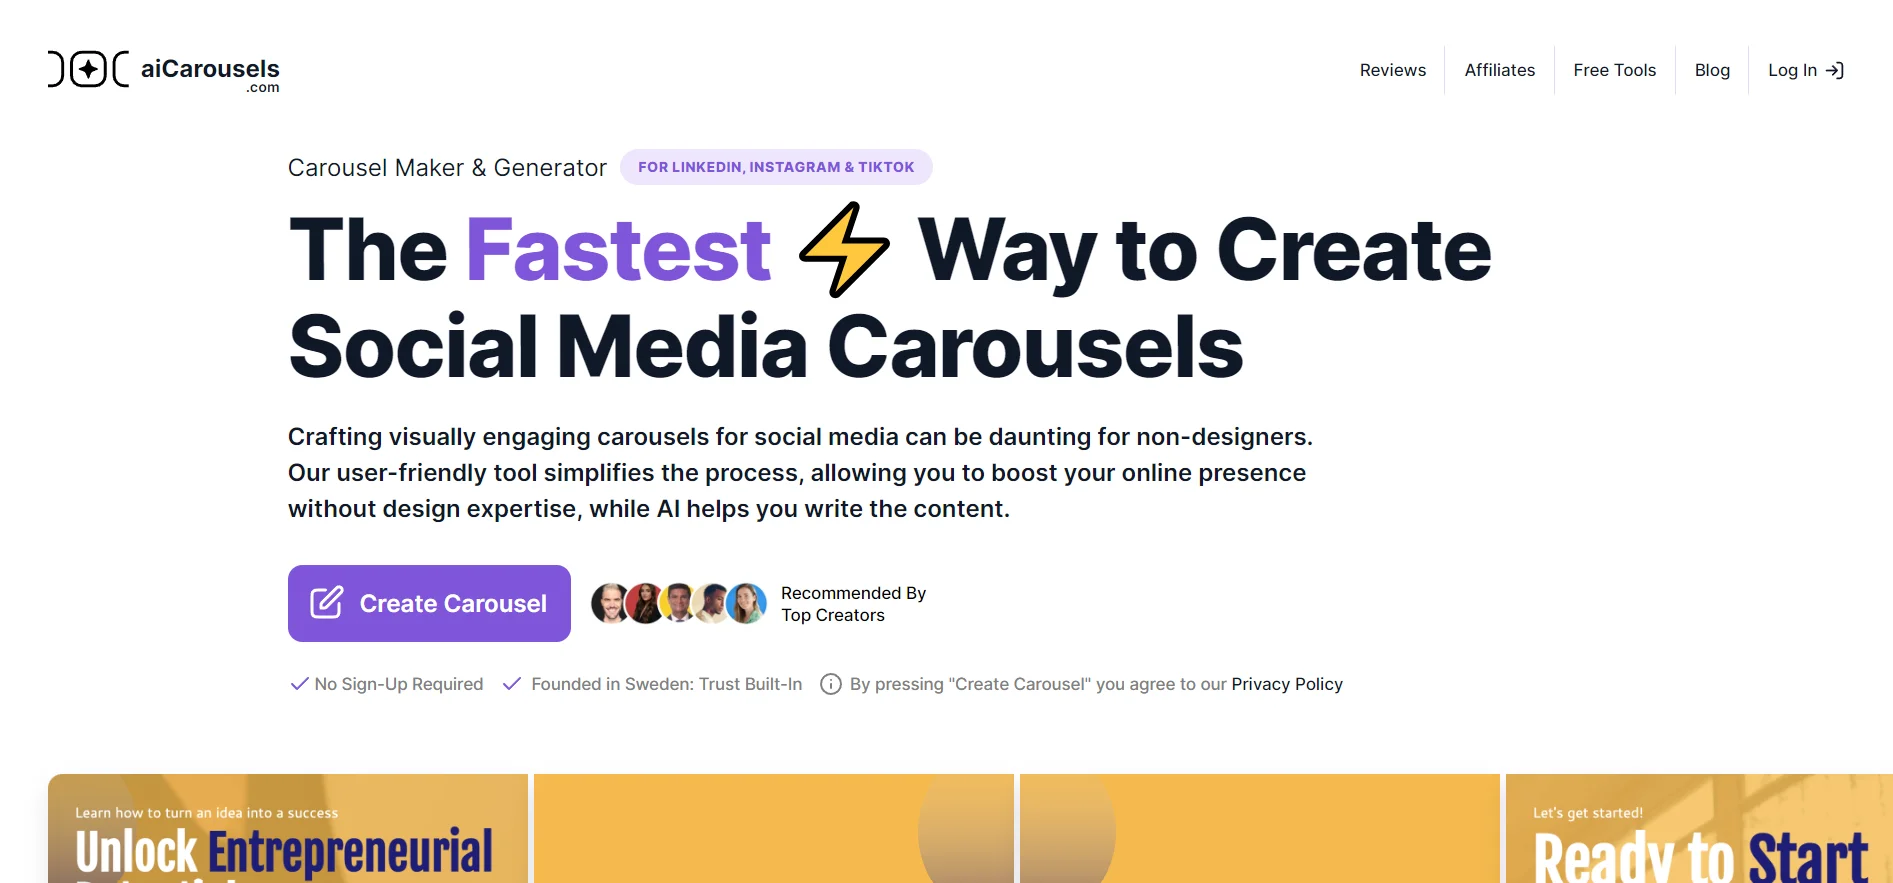 aiCarousels
.com
Reviews
Affiliates
Free Tools
Blog
Log In
Carousel Maker & Generator
FOR LINKEDIN, INSTAGRAM & TIKTOK
The Fastest ⚡ Way to Create
Social Media Carousels
Crafting visually engaging carousels for social media can be daunting for non-designers.
Our user-friendly tool simplifies the process, allowing you to boost your online presence
without design expertise, while AI helps you write the content.
Create Carousel
Recommended By
Top Creators
No Sign-Up Required
Founded in Sweden: Trust Built-In
By pressing "Create Carousel" you agree to our Privacy Policy
Learn how to turn an idea into a success
Unlock Entrepreneurial
Let's get started!
Ready to Start